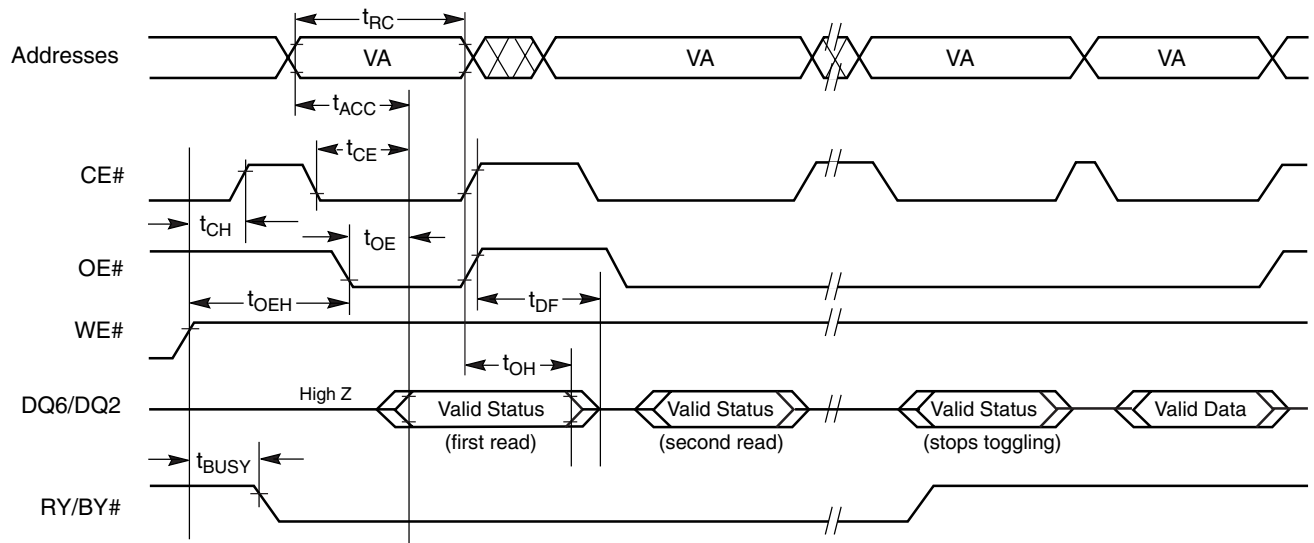 tRC
Addresses VA VA VA VA
tACC
tCE
CE#
tCH
tOE
OE#
tOEH tDF
WE#
tOH
High Z
DQ6/DQ2 Valid Status Valid Status Valid Status Valid Data
(first read) (second read) (stops toggling)
tBUSY
RY/BY#